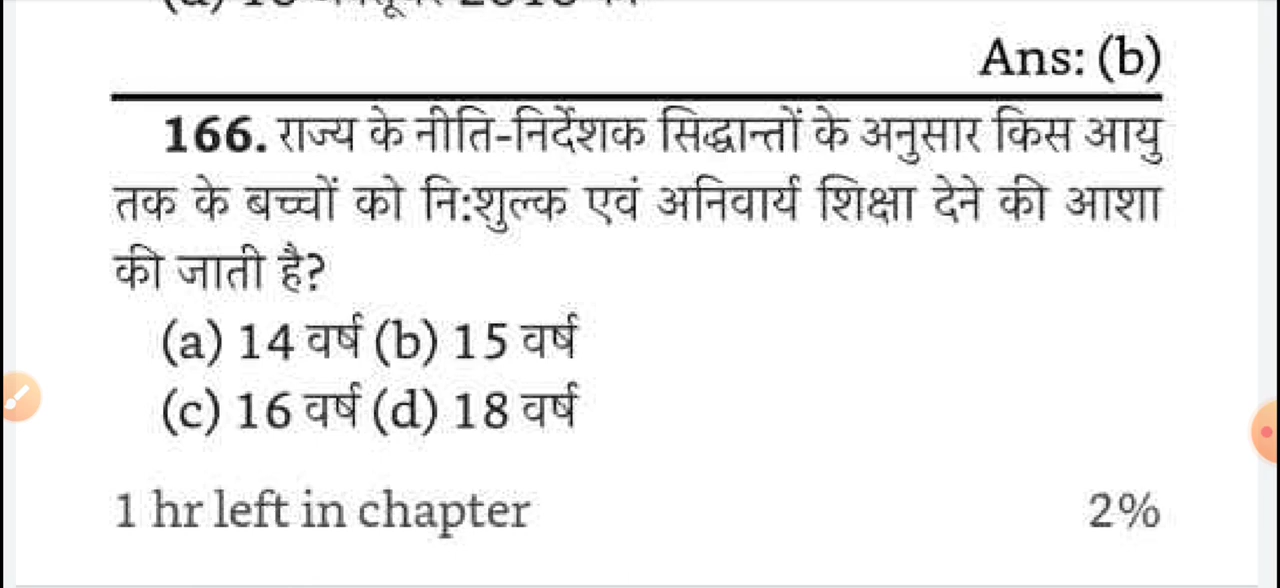 Ans: (b)
166. राज्य के नीति-निर्देशक सिद्धान्तों के अनुसार किस आयु
तक के बच्चों को नि:शुल्क एवं अनिवार्य शिक्षा देने की आशा
की जाती है?
(a) 14 वर्ष (b) 15 वर्ष
(c) 16 वर्ष (d) 18 वर्ष
1 hr left in chapter 2%